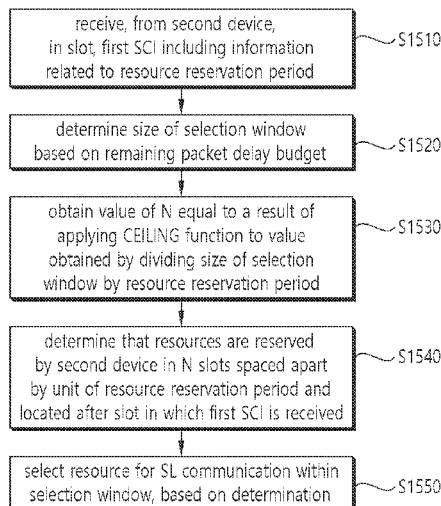 receive, from second device,
in slot, first SCI including information
related to resource reservation period
S1510
determine size of selection window
based on remaining packet delay budget
S1520
obtain value of N equal to a result of
applying CEILING function to value
obtained by dividing size of selection
window by resource reservation period
S1530
determine that resources are reserved
by second device in N slots spaced apart
by unit of resource reservation period and
located after slot in which first SCI is received
S1540
select resource for SL communication within
selection window, based on determination
S1550